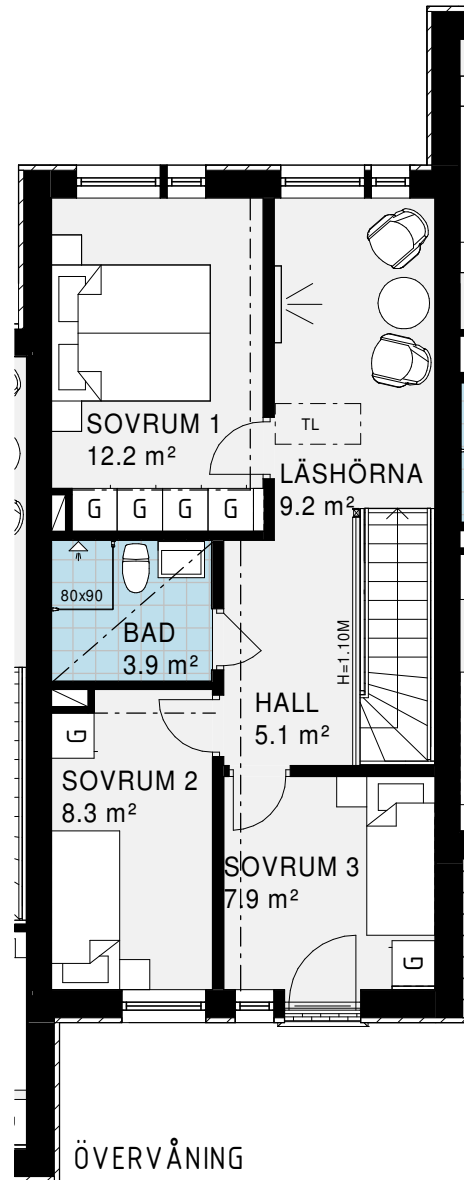 SOVRUM 1
12.2 m²
TL
LÄSHÖRNA
9.2 m²
G G G G
80x90
BAD
3.9 m²
H=1.10M
HALL
5.1 m²
G
SOVRUM 2
8.3 m²
SOVRUM 3
7.9 m²
G
ÖVERVÅNING